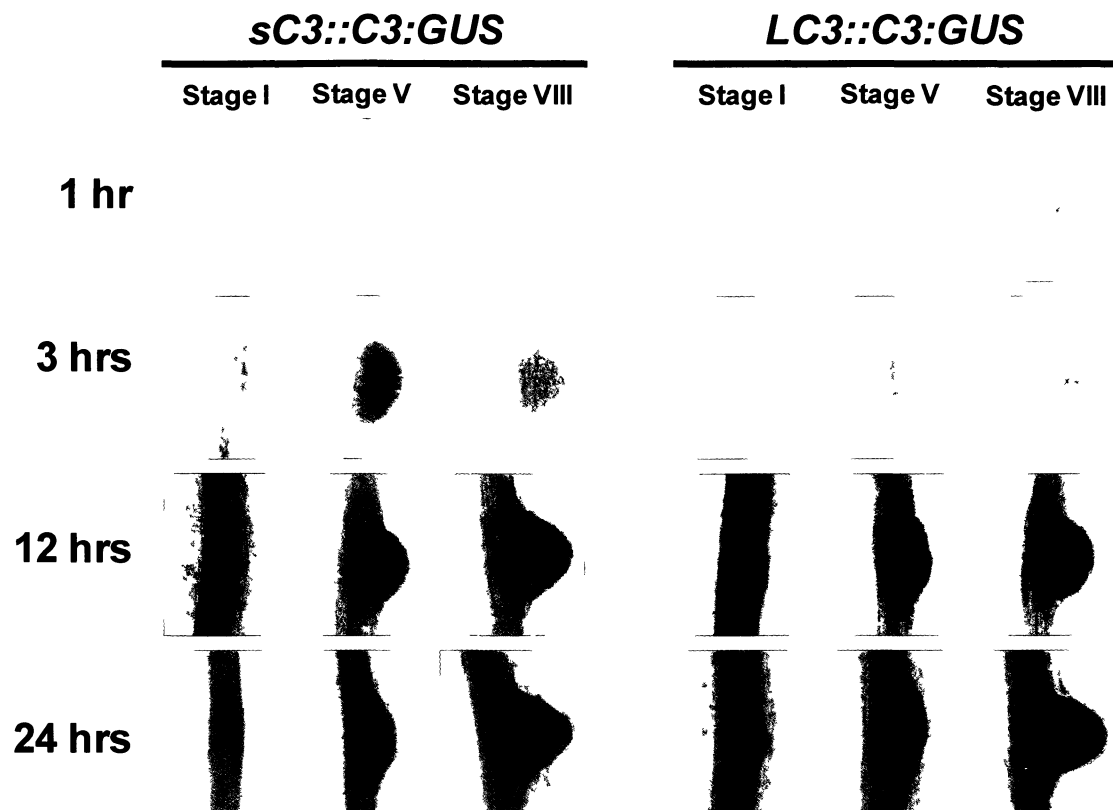 sC3::C3:GUS LC3::C3:GUS
Stage I Stage V Stage VIII Stage I Stage V Stage VIII
1 hr
3 hrs
12 hrs
24 hrs